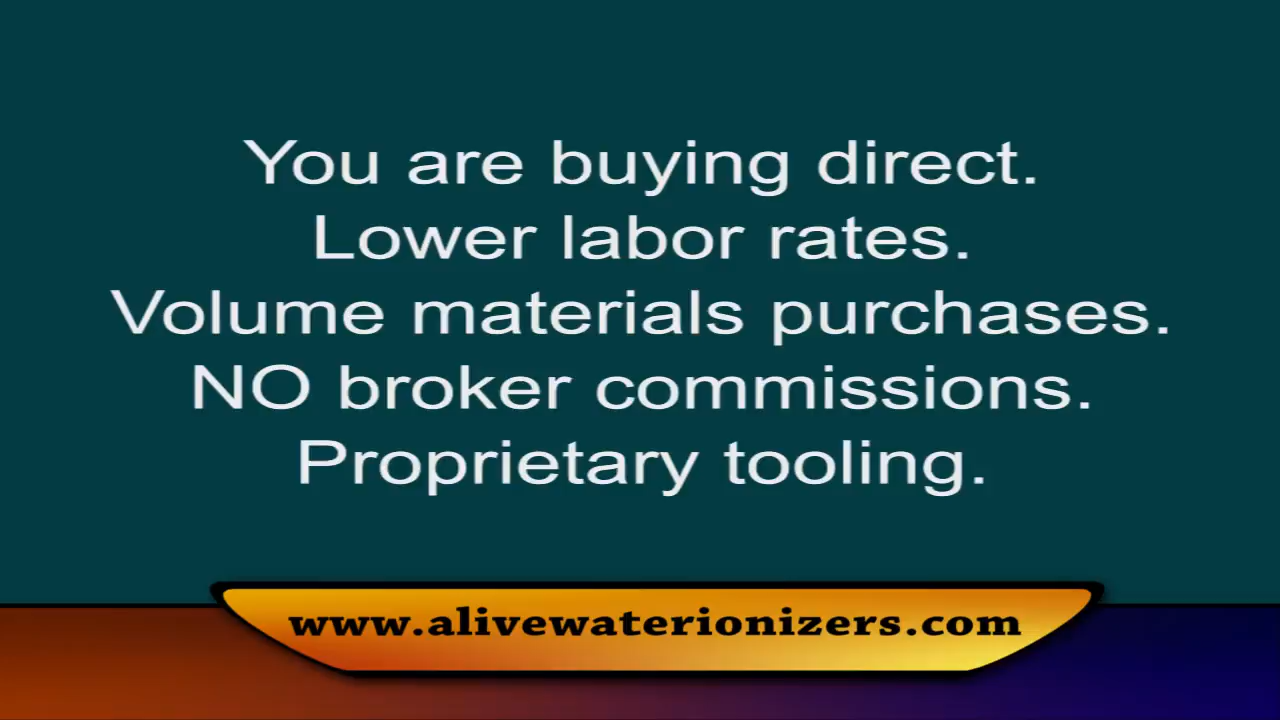 You are buying direct.
Lower labor rates.
Volume materials purchases.
NO broker commissions.
Proprietary tooling.
www.alivewaterionizers.com